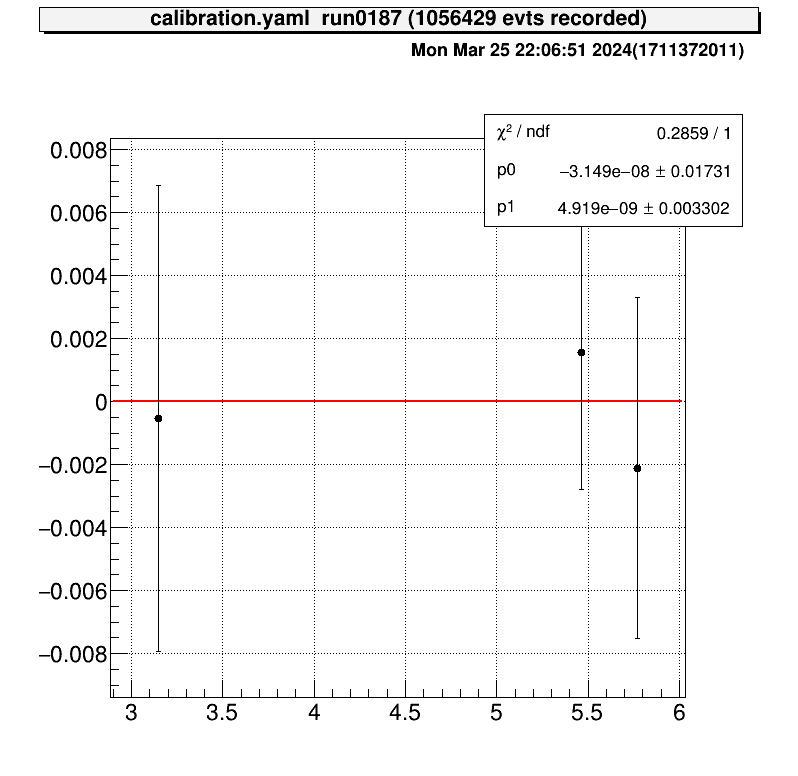 calibration.yaml run0187 (1056429 evts recorded)
Mon Mar 25 22:06:51 2024(1711372011)
χ² / ndf 0.2859 / 1
p0 −3.149e−08 ± 0.01731
p1 4.919e−09 ± 0.003302
0.008
0.006
0.004
0.002
0
−0.002
−0.004
−0.006
−0.008
3 3.5 4 4.5 5 5.5 6